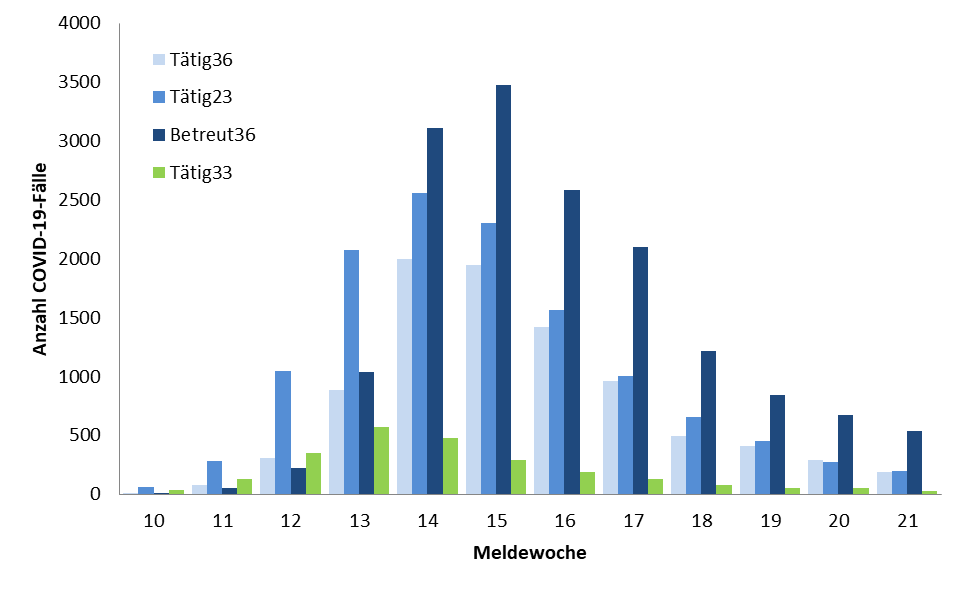 4000
3500
3000
2500
2000
1500
1000
500
0
Anzahl COVID-19-Fälle
Tätig36
Tätig23
Betreut36
Tätig33
10 11 12 13 14 15 16 17 18 19 20 21
Meldewoche